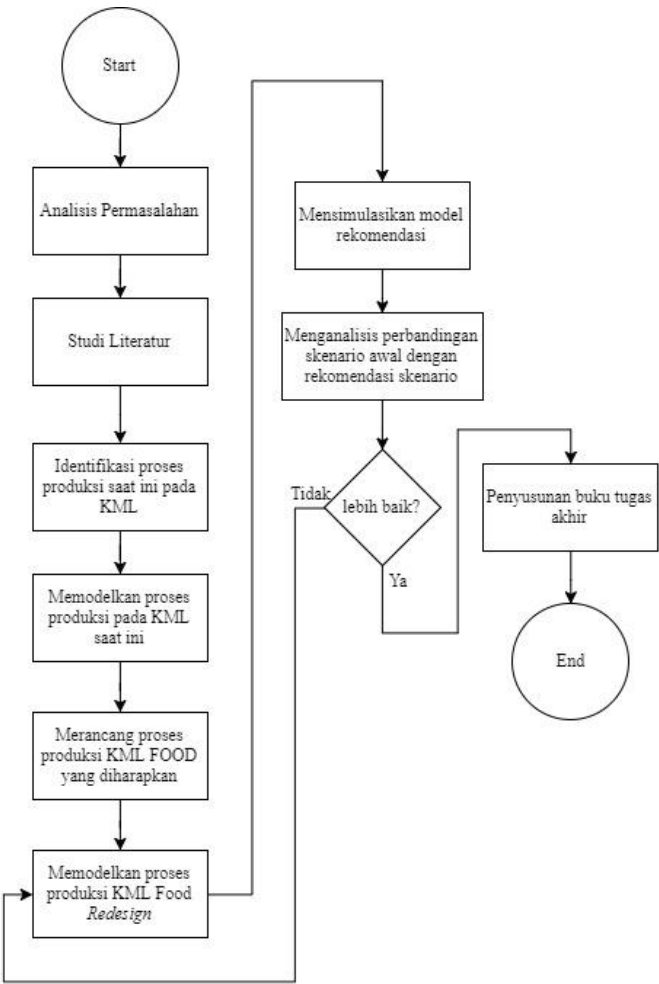 Start
Analisis Permasalahan
Studi Literatur
Identifikasi proses
produksi saat ini pada
KML
Memodelkan proses
produksi pada KML
saat ini
Merancang proses
produksi KML FOOD
yang diharapkan
Memodelkan proses
produksi KML Food
Redesign
Mensimulasikan model
rekomendasi
Menganalisis perbandingan
skenario awal dengan
rekomendasi skenario
lebih baik?
Tidak
Ya
Penyusunan buku tugas
akhir
End